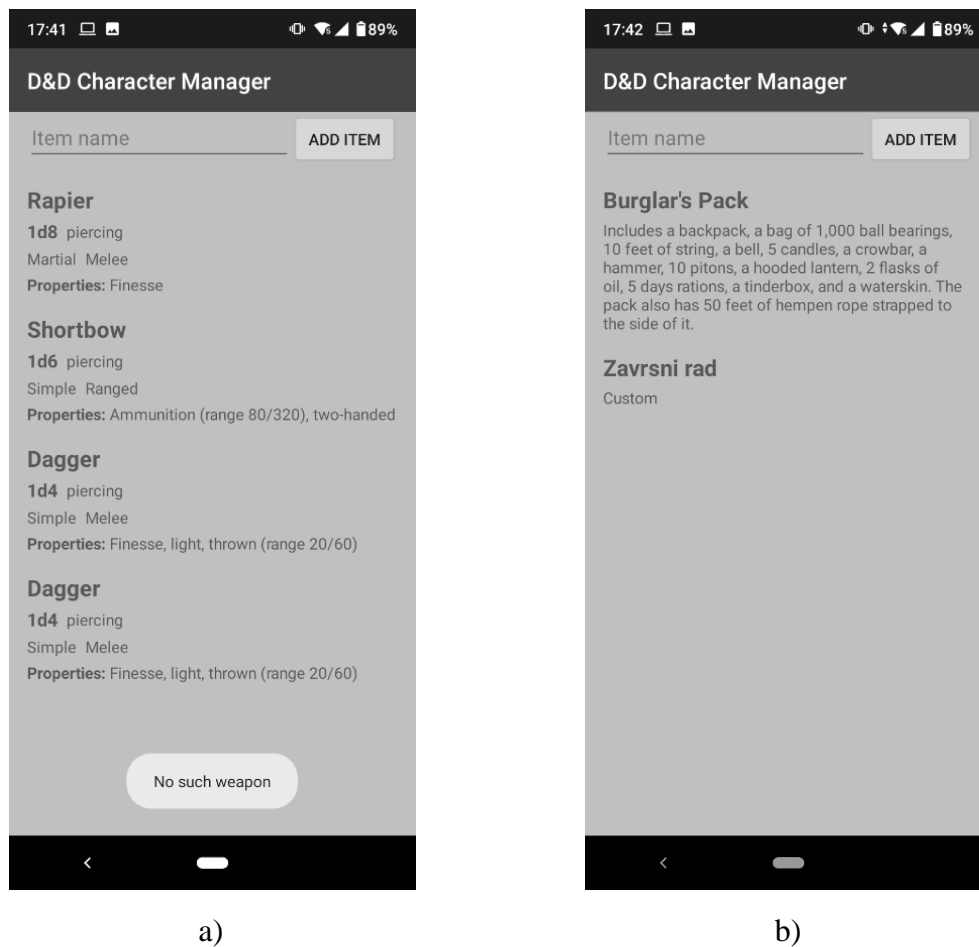 17:41
89%
D&D Character Manager
Item name
ADD ITEM
Rapier
1d8 piercing
Martial Melee
Properties: Finesse
Shortbow
1d6 piercing
Simple Ranged
Properties: Ammunition (range 80/320), two-handed
Dagger
1d4 piercing
Simple Melee
Properties: Finesse, light, thrown (range 20/60)
Dagger
1d4 piercing
Simple Melee
Properties: Finesse, light, thrown (range 20/60)
No such weapon
a)
17:42
89%
D&D Character Manager
Item name
ADD ITEM
Burglar's Pack
Includes a backpack, a bag of 1,000 ball bearings,
10 feet of string, a bell, 5 candles, a crowbar, a
hammer, 10 pitons, a hooded lantern, 2 flasks of
oil, 5 days rations, a tinderbox, and a waterskin. The
pack also has 50 feet of hempen rope strapped to
the side of it.
Zavrsni rad
Custom
b)